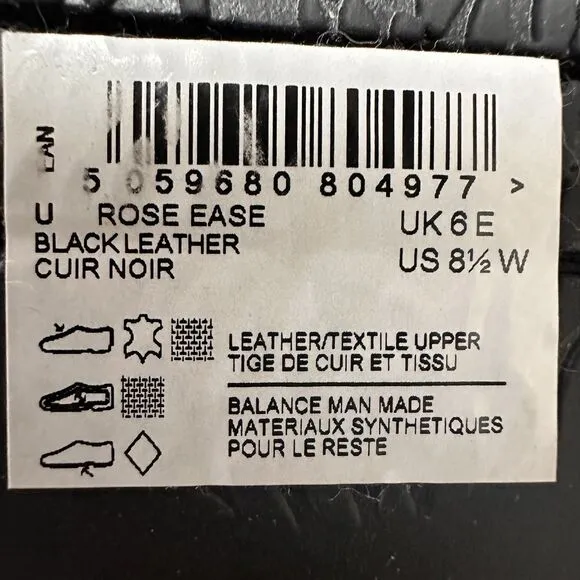 EAN
5 059680 804977 >
U ROSE EASE
BLACK LEATHER
CUIR NOIR
UK 6 E
US 8½ W
LEATHER/TEXTILE UPPER
TIGE DE CUIR ET TISSU
BALANCE MAN MADE
MATERIAUX SYNTHETIQUES
POUR LE RESTE